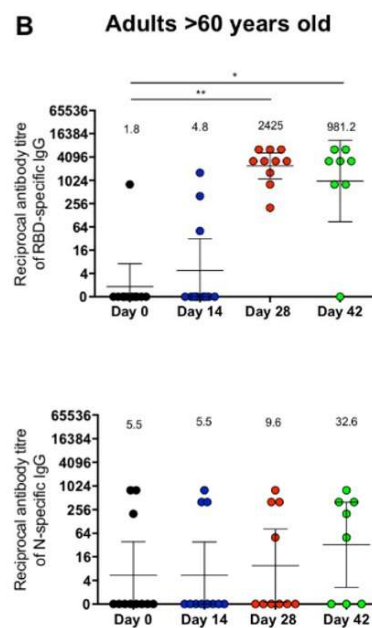 B Adults >60 years old
*
**
1.8 4.8 2425 981.2
Reciprocal antibody titre
of RBD-specific IgG
65536
16384
4096
1024
256
64
16
4
0
Day 0 Day 14 Day 28 Day 42
5.5 5.5 9.6 32.6
Reciprocal antibody titre
of N-specific IgG
65536
16384
4096
1024
256
64
16
4
0
Day 0 Day 14 Day 28 Day 42